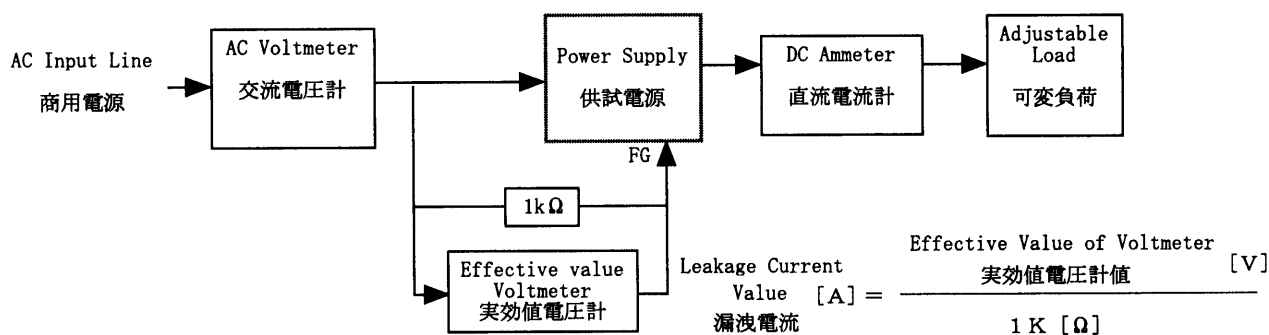 AC Input Line
商用電源
AC Voltmeter
交流電圧計
Power Supply
供試電源
DC Ammeter
直流電流計
Adjustable
Load
可変負荷
FG
1kΩ
Effective value
Voltmeter
実効値電圧計
Leakage Current
Value [A] =
漏洩電流
Effective Value of Voltmeter
実効値電圧計値 [V]
1 K [Ω]